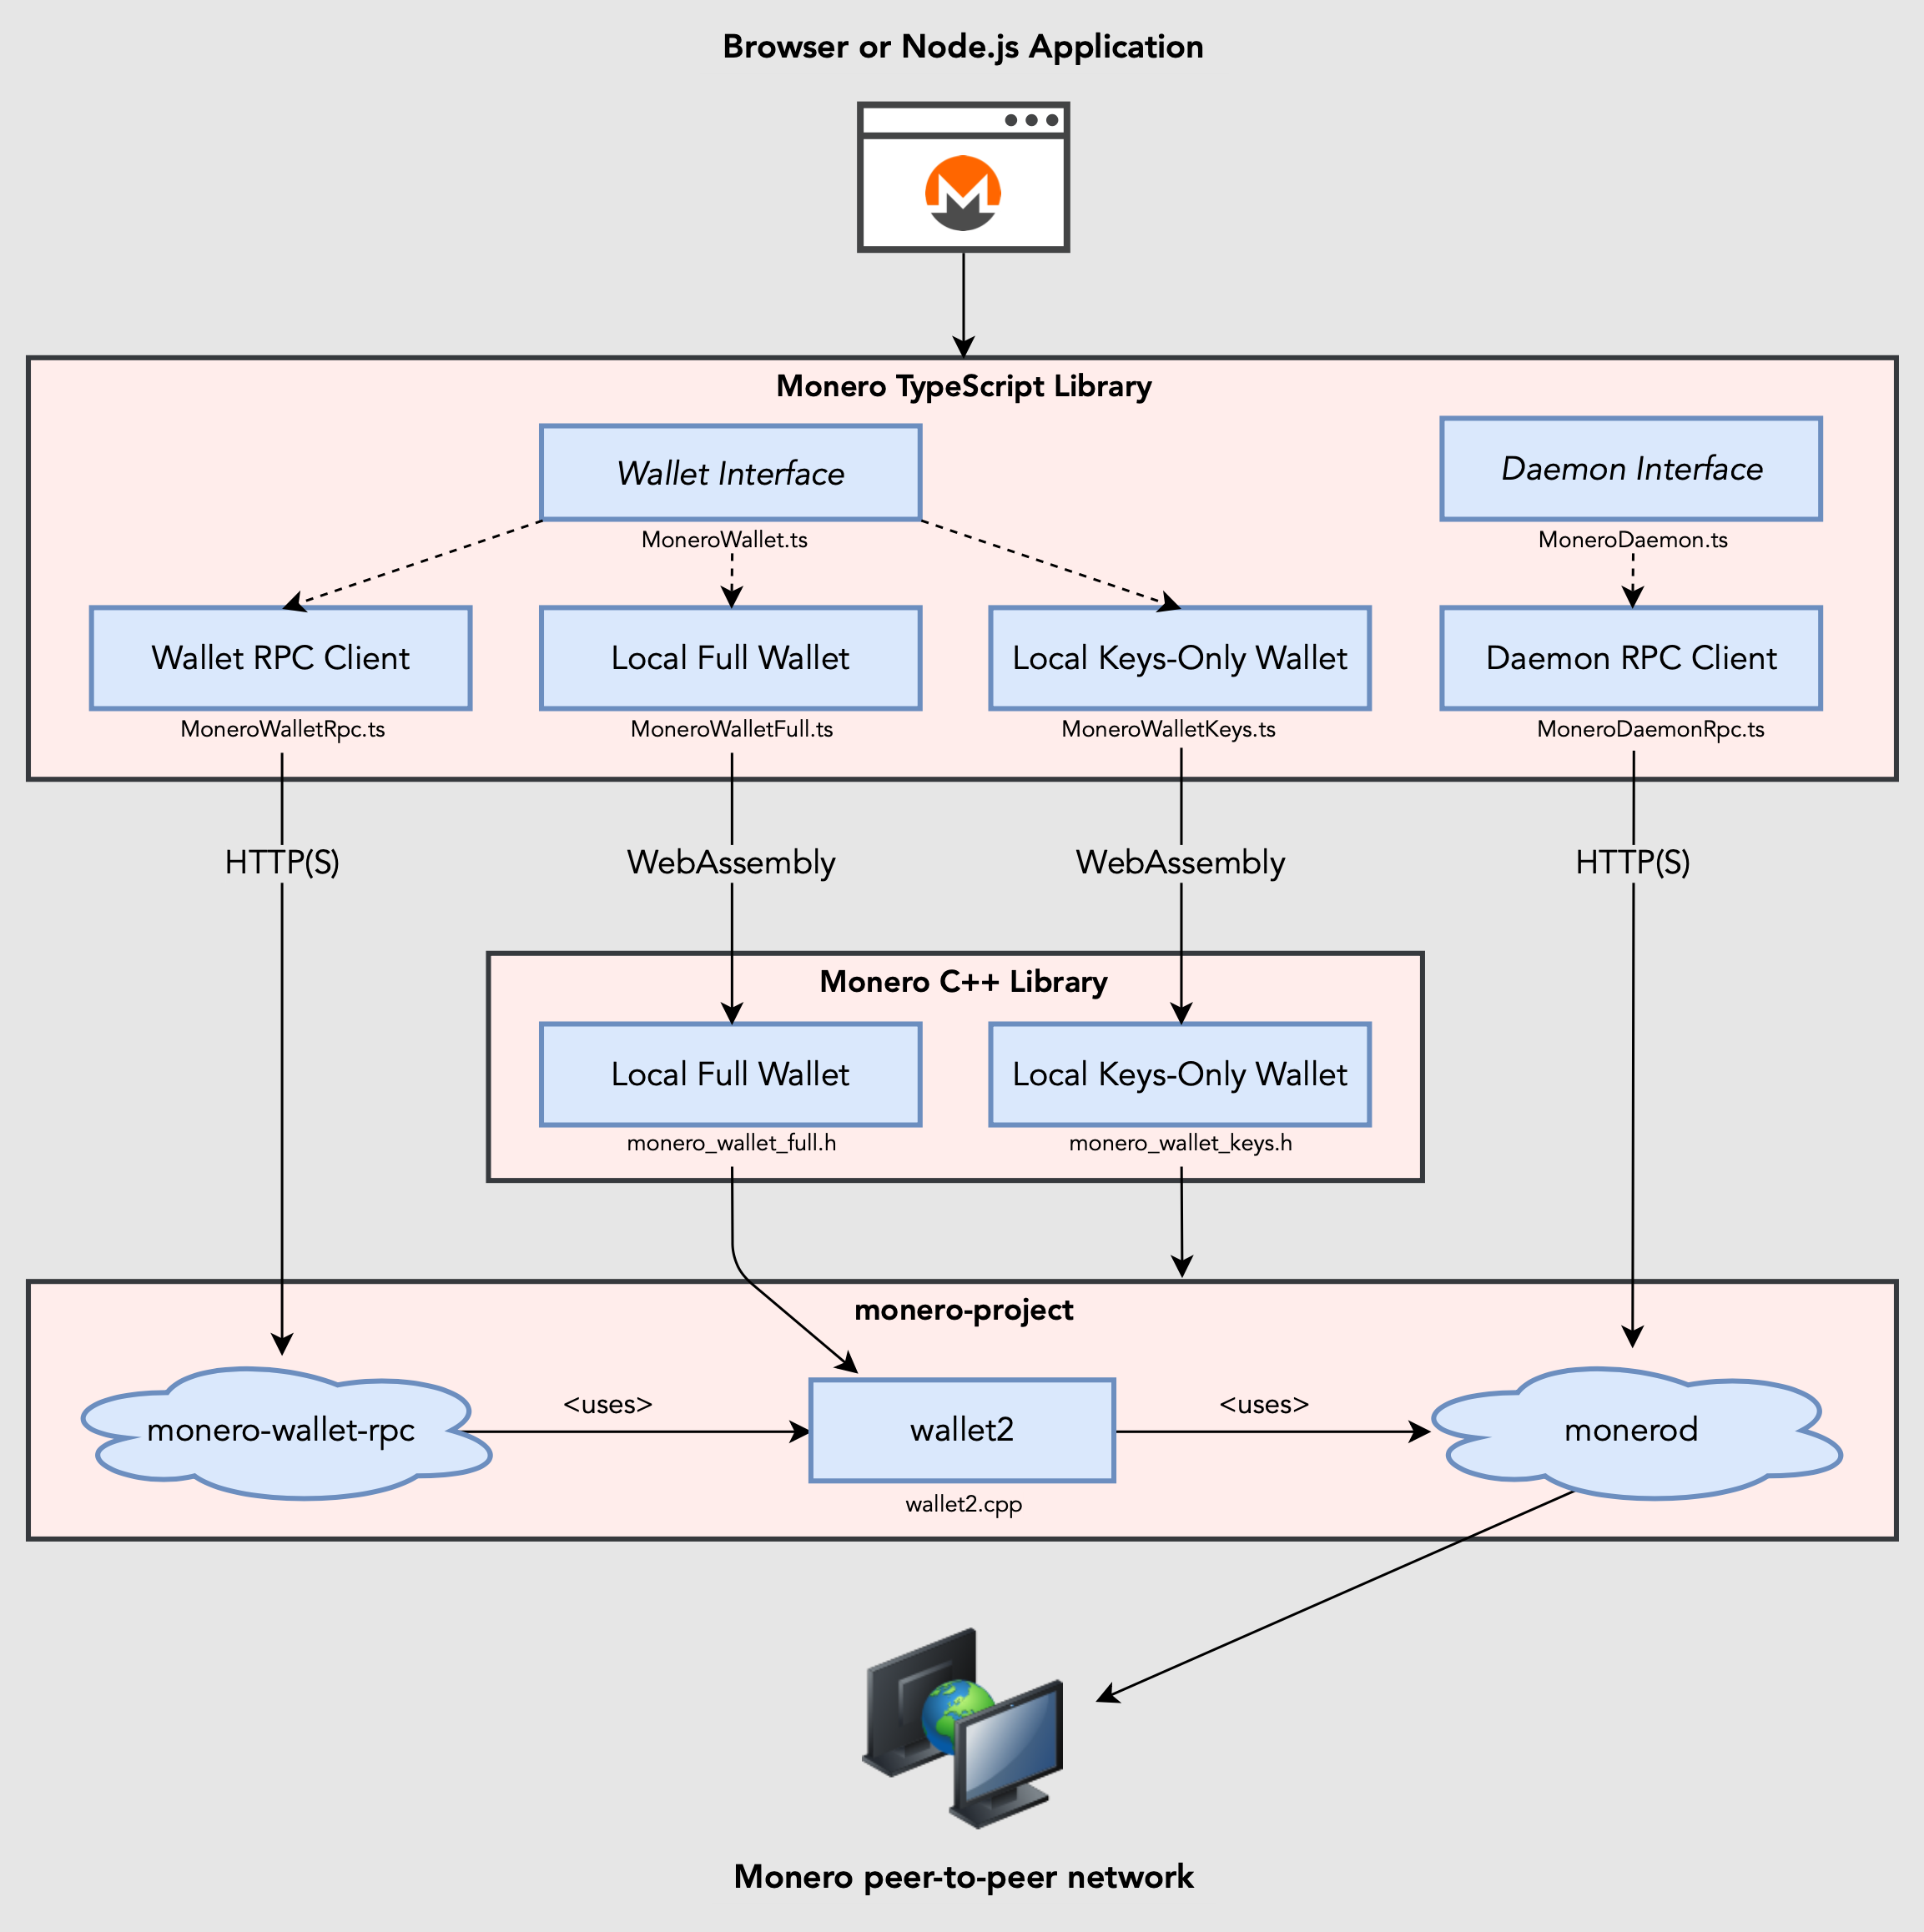 Browser or Node.js Application
Monero TypeScript Library
Wallet Interface
MoneroWallet.ts
Daemon Interface
MoneroDaemon.ts
Wallet RPC Client
MoneroWalletRpc.ts
Local Full Wallet
MoneroWalletFull.ts
Local Keys-Only Wallet
MoneroWalletKeys.ts
Daemon RPC Client
MoneroDaemonRpc.ts
HTTP(S)
WebAssembly
WebAssembly
HTTP(S)
Monero C++ Library
Local Full Wallet
monero_wallet_full.h
Local Keys-Only Wallet
monero_wallet_keys.h
monero-project
monero-wallet-rpc
<uses>
wallet2
wallet2.cpp
<uses>
monerod
Monero peer-to-peer network